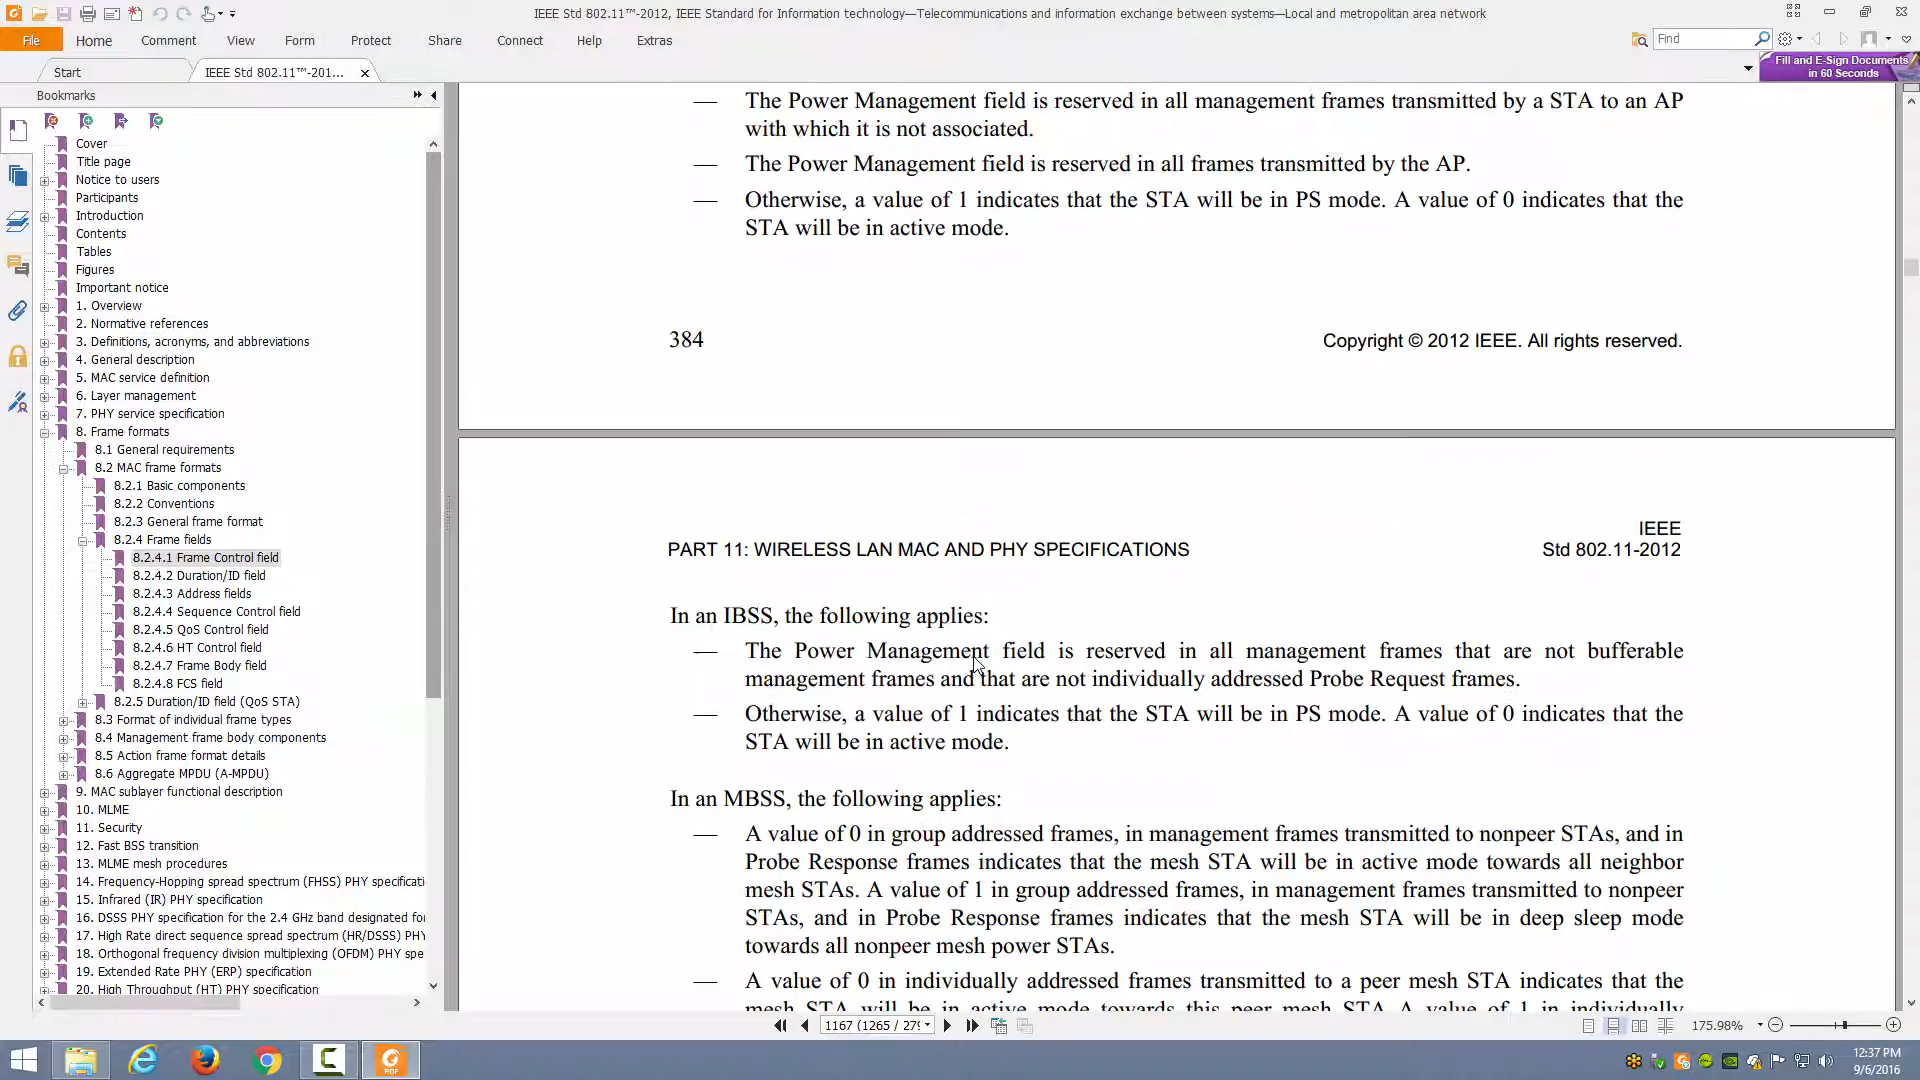 IEEE Std 802.11™-2012, IEEE Standard for Information technology—Telecommunications and information exchange between systems—Local and metropolitan area network
File Home Comment View Form Protect Share Connect Help Extras
Find
Start
IEEE Std 802.11™-201...
Fill and E-Sign Documents
in 60 Seconds
Bookmarks
Cover
Title page
Notice to users
Participants
Introduction
Contents
Tables
Figures
Important notice
1. Overview
2. Normative references
3. Definitions, acronyms, and abbreviations
4. General description
5. MAC service definition
6. Layer management
7. PHY service specification
8. Frame formats
8.1 General requirements
8.2 MAC frame formats
8.2.1 Basic components
8.2.2 Conventions
8.2.3 General frame format
8.2.4 Frame fields
8.2.4.1 Frame Control field
8.2.4.2 Duration/ID field
8.2.4.3 Address fields
8.2.4.4 Sequence Control field
8.2.4.5 QoS Control field
8.2.4.6 HT Control field
8.2.4.7 Frame Body field
8.2.4.8 FCS field
8.2.5 Duration/ID field (QoS STA)
8.3 Format of individual frame types
8.4 Management frame body components
8.5 Action frame format details
8.6 Aggregate MPDU (A-MPDU)
9. MAC sublayer functional description
10. MLME
11. Security
12. Fast BSS transition
13. MLME mesh procedures
14. Frequency-Hopping spread spectrum (FHSS) PHY specificati
15. Infrared (IR) PHY specification
16. DSSS PHY specification for the 2.4 GHz band designated for
17. High Rate direct sequence spread spectrum (HR/DSSS) PHY
18. Orthogonal frequency division multiplexing (OFDM) PHY spe
19. Extended Rate PHY (ERP) specification
20. High Throughput (HT) PHY specification
— The Power Management field is reserved in all management frames transmitted by a STA to an AP
with which it is not associated.
— The Power Management field is reserved in all frames transmitted by the AP.
— Otherwise, a value of 1 indicates that the STA will be in PS mode. A value of 0 indicates that the
STA will be in active mode.
384
Copyright © 2012 IEEE. All rights reserved.
IEEE
PART 11: WIRELESS LAN MAC AND PHY SPECIFICATIONS
Std 802.11-2012
In an IBSS, the following applies:
— The Power Management field is reserved in all management frames that are not bufferable
management frames and that are not individually addressed Probe Request frames.
— Otherwise, a value of 1 indicates that the STA will be in PS mode. A value of 0 indicates that the
STA will be in active mode.
In an MBSS, the following applies:
— A value of 0 in group addressed frames, in management frames transmitted to nonpeer STAs, and in
Probe Response frames indicates that the mesh STA will be in active mode towards all neighbor
mesh STAs. A value of 1 in group addressed frames, in management frames transmitted to nonpeer
STAs, and in Probe Response frames indicates that the mesh STA will be in deep sleep mode
towards all nonpeer mesh power STAs.
— A value of 0 in individually addressed frames transmitted to a peer mesh STA indicates that the
mesh STA will be in active mode towards this peer mesh STA. A value of 1 in individually
1167 (1265 / 279
175.98%
PDF
12:37 PM
9/6/2016